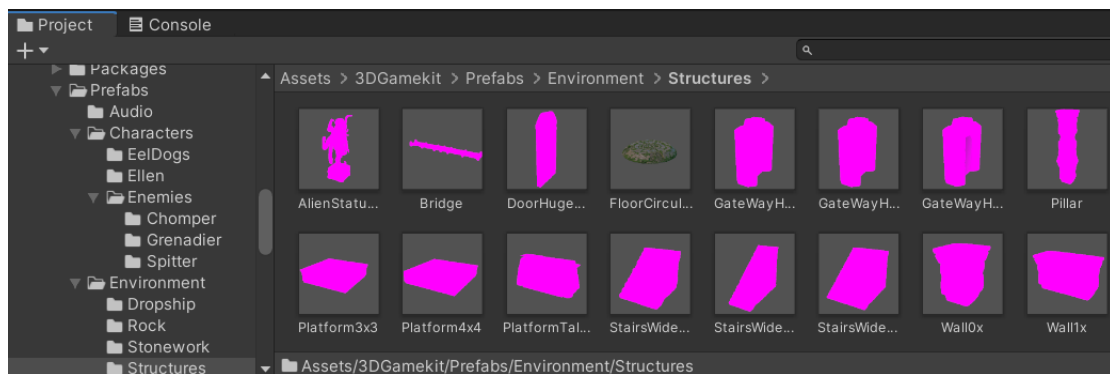 Project Console
Packages
Prefabs
Audio
Characters
EelDogs
Ellen
Enemies
Chomper
Grenadier
Spitter
Environment
Dropship
Rock
Stonework
Structures
Assets > 3DGamekit > Prefabs > Environment > Structures >
AlienStatu... Bridge DoorHuge... FloorCircul... GateWayH... GateWayH... GateWayH... Pillar
Platform3x3 Platform4x4 PlatformTal... StairsWide... StairsWide... StairsWide... Wall0x Wall1x
Assets/3DGamekit/Prefabs/Environment/Structures